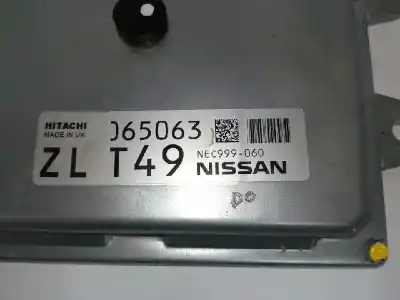 HITACHI
MADE IN UK
065063
NEC999-060
ZL T49 NISSAN